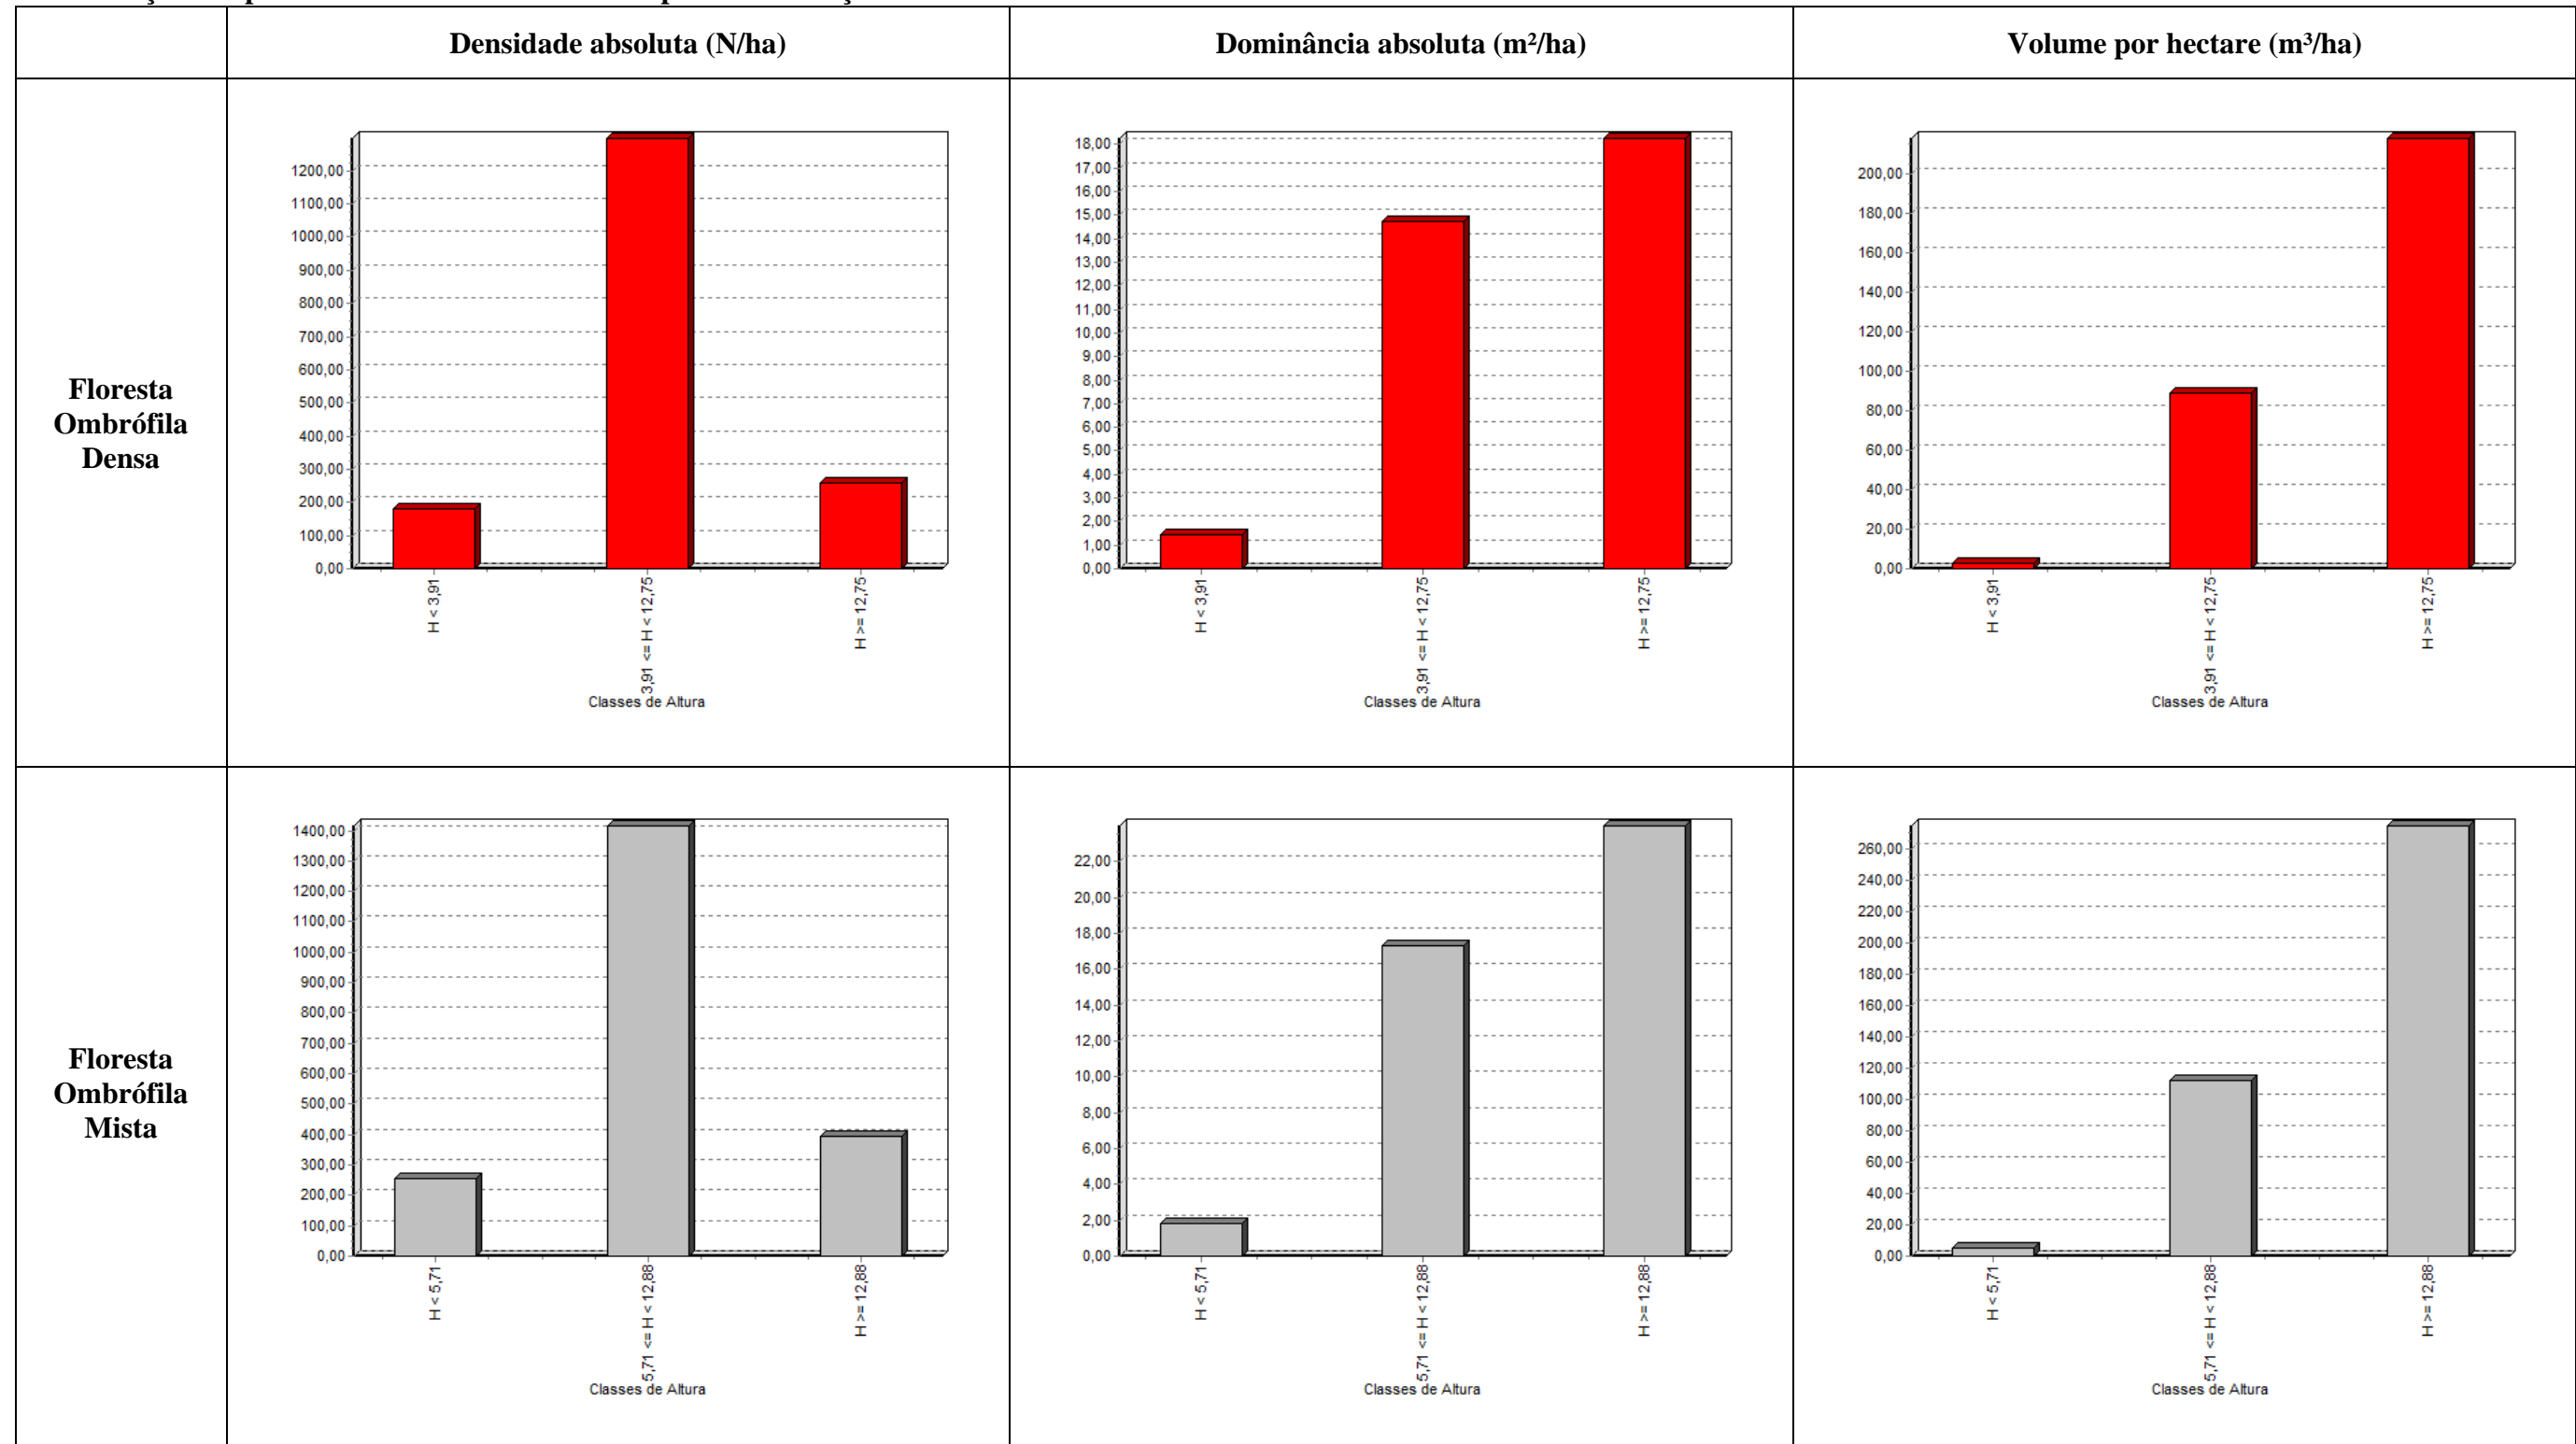 Densidade absoluta (N/ha)
Dominância absoluta (m²/ha)
Volume por hectare (m³/ha)
Floresta
Ombrófila
Densa
1200,00
1100,00
1000,00
900,00
800,00
700,00
600,00
500,00
400,00
300,00
200,00
100,00
0,00
H < 3,91
3,91 <= H < 12,75
H >= 12,75
Classes de Altura
18,00
17,00
16,00
15,00
14,00
13,00
12,00
11,00
10,00
9,00
8,00
7,00
6,00
5,00
4,00
3,00
2,00
1,00
0,00
H < 3,91
3,91 <= H < 12,75
H >= 12,75
Classes de Altura
200,00
180,00
160,00
140,00
120,00
100,00
80,00
60,00
40,00
20,00
0,00
H < 3,91
3,91 <= H < 12,75
H >= 12,75
Classes de Altura
Floresta
Ombrófila
Mista
1400,00
1300,00
1200,00
1100,00
1000,00
900,00
800,00
700,00
600,00
500,00
400,00
300,00
200,00
100,00
0,00
H < 5,71
5,71 <= H < 12,88
H >= 12,88
Classes de Altura
22,00
20,00
18,00
16,00
14,00
12,00
10,00
8,00
6,00
4,00
2,00
0,00
H < 5,71
5,71 <= H < 12,88
H >= 12,88
Classes de Altura
260,00
240,00
220,00
200,00
180,00
160,00
140,00
120,00
100,00
80,00
60,00
40,00
20,00
0,00
H < 5,71
5,71 <= H < 12,88
H >= 12,88
Classes de Altura